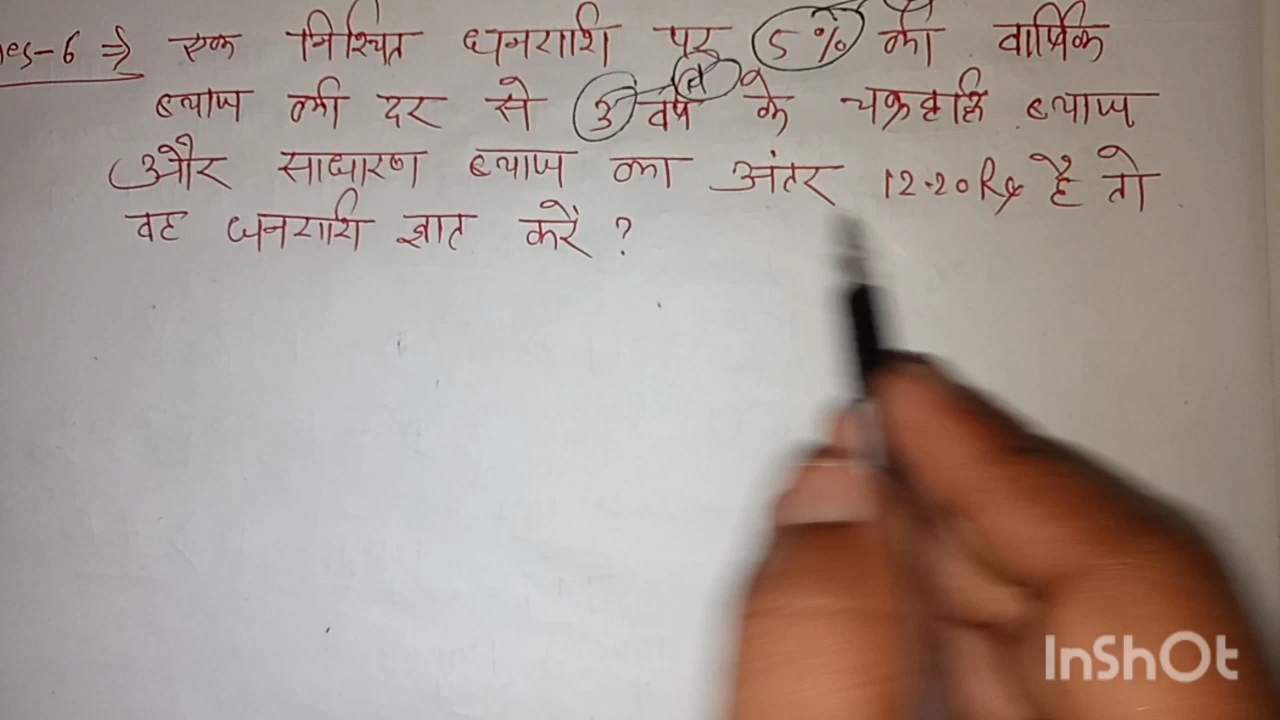 es-6 ⇒ एक निश्चित धनराशि पर 5% की वार्षिक
ब्याज की दर से 3 वर्ष के चक्रवृद्धि ब्याज
और साधारण ब्याज का अंतर 12.20 Rs है तो
वह धनराशि ज्ञात करें ?
InShOt